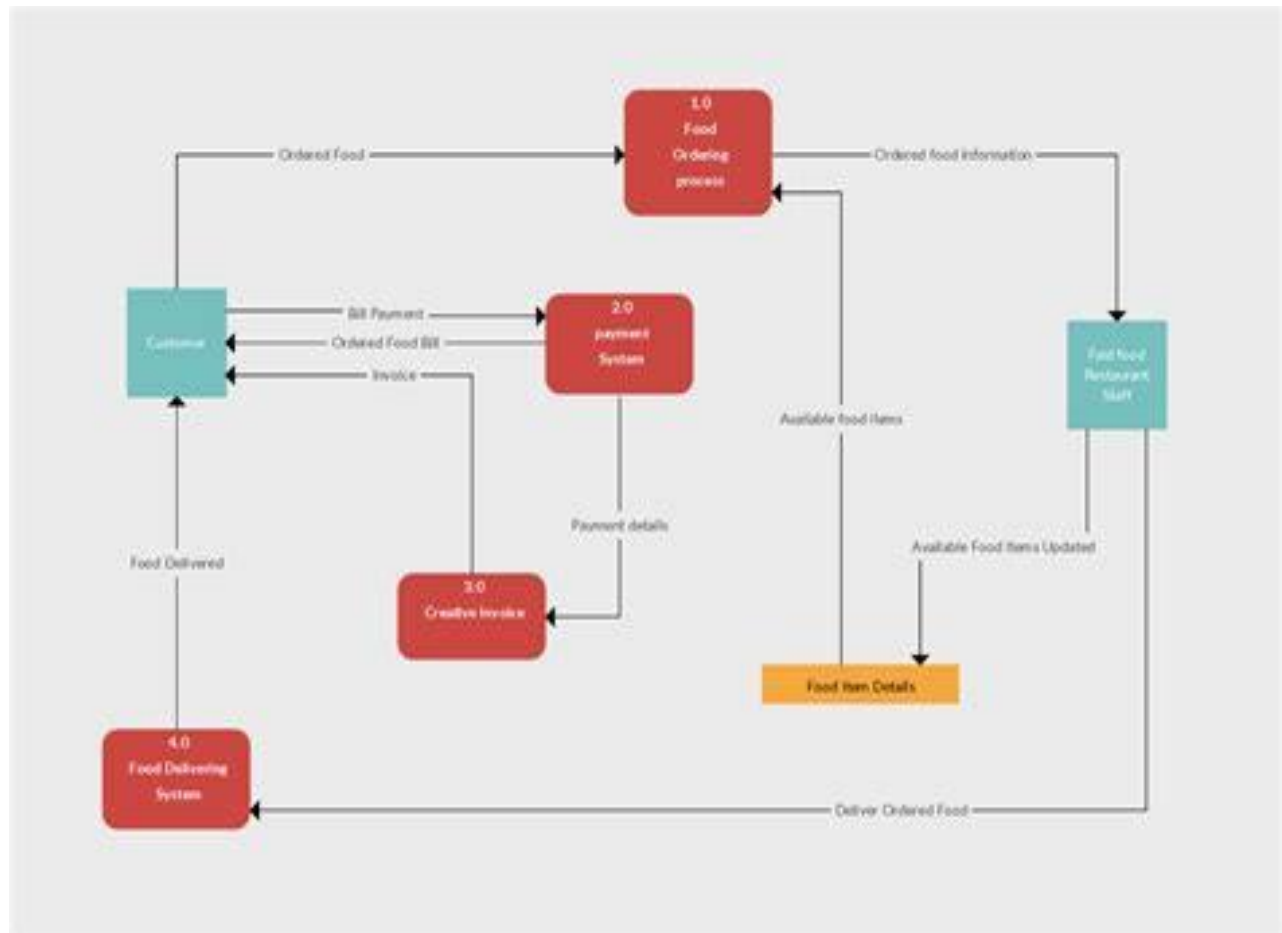 1.0
Food
Ordering
process
Ordered Food
Ordered food Information
Customer
Bill Payment
2.0
payment
System
Ordered Food Bill
Invoice
Fast food
Restaurant
Staff
Available food items
Payment details
Available Food Items Updated
Food Delivered
3.0
Creative Invoice
Food Item Details
4.0
Food Delivering
System
Deliver Ordered Food